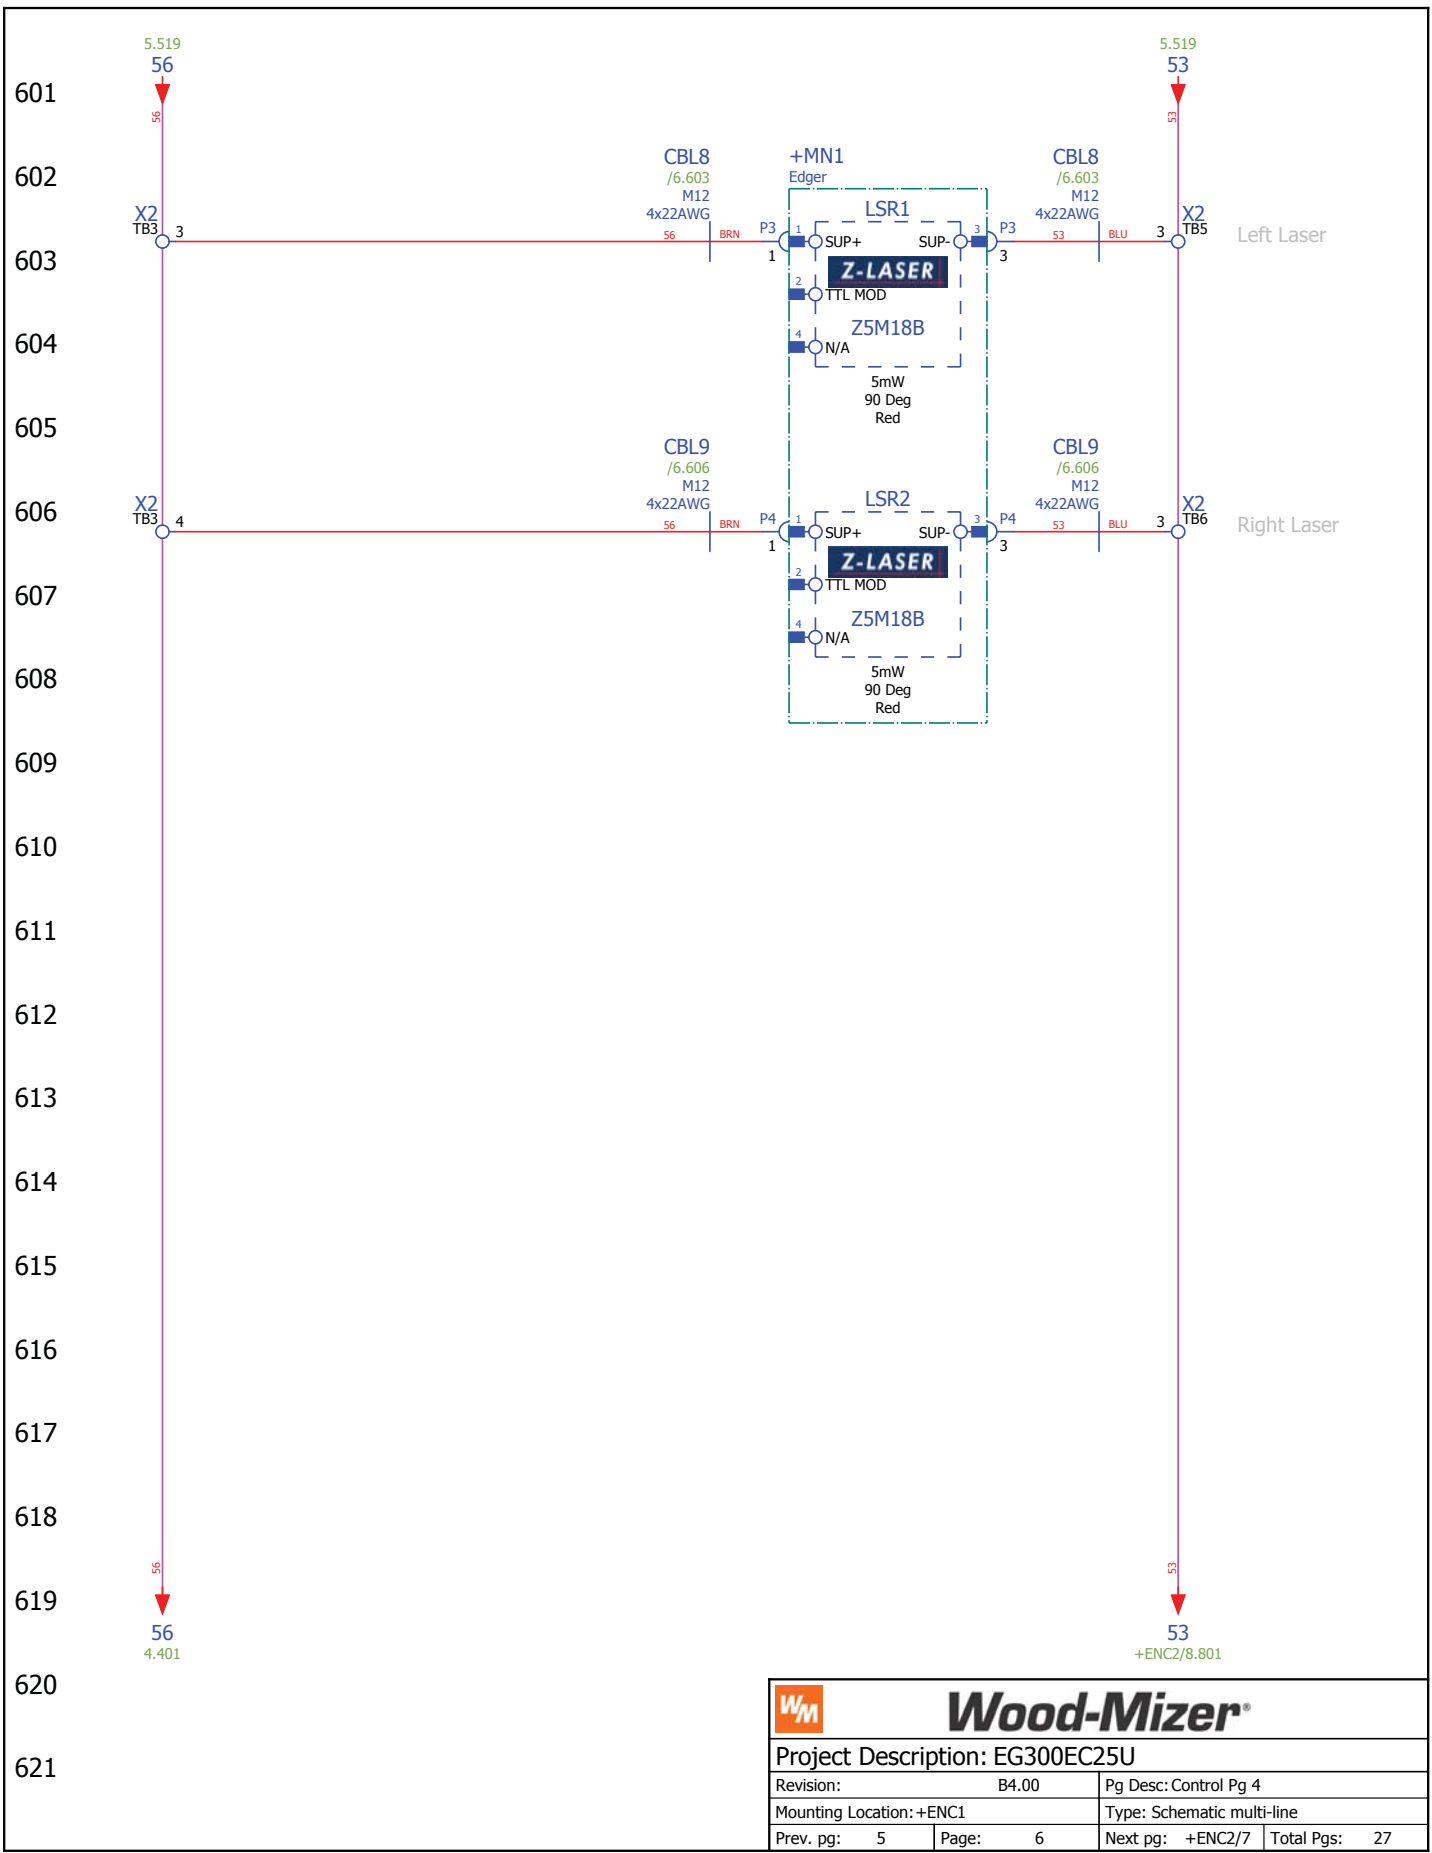 5.519
56
5.519
53
601
56
53
602
CBL8
/6.603
M12
4x22AWG
+MN1
Edger
CBL8
/6.603
M12
4x22AWG
X2
TB3
3
56
BRN
P3
1
1
LSR1
SUP+
SUP-
3
P3
3
53
BLU
3
X2
TB5
Left Laser
603
Z-LASER
2
TTL MOD
604
Z5M18B
4
N/A
5mW
90 Deg
Red
605
CBL9
/6.606
M12
4x22AWG
CBL9
/6.606
M12
4x22AWG
606
X2
TB3
4
56
BRN
P4
1
1
LSR2
SUP+
SUP-
3
P4
3
53
BLU
3
X2
TB6
Right Laser
Z-LASER
607
2
TTL MOD
Z5M18B
4
N/A
608
5mW
90 Deg
Red
609
610
611
612
613
614
615
616
617
618
56
53
619
56
4.401
53
+ENC2/8.801
620
WM
Wood-Mizer®
621
Project Description: EG300EC25U
Revision: B4.00 Pg Desc: Control Pg 4
Mounting Location: +ENC1 Type: Schematic multi-line
Prev. pg: 5 Page: 6 Next pg: +ENC2/7 Total Pgs: 27